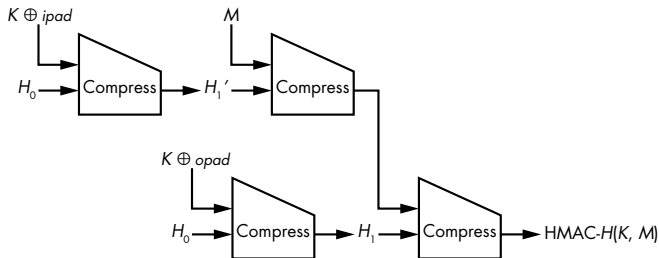 K ⊕ ipad
M
H₀
Compress
H₁′
Compress
K ⊕ opad
H₀
Compress
H₁
Compress
HMAC-H(K, M)